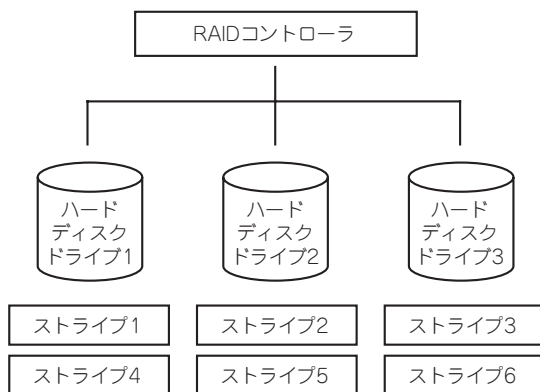 RAIDコントローラ
ハード
ディスク
ドライブ1
ハード
ディスク
ドライブ2
ハード
ディスク
ドライブ3
ストライプ1
ストライプ2
ストライプ3
ストライプ4
ストライプ5
ストライプ6